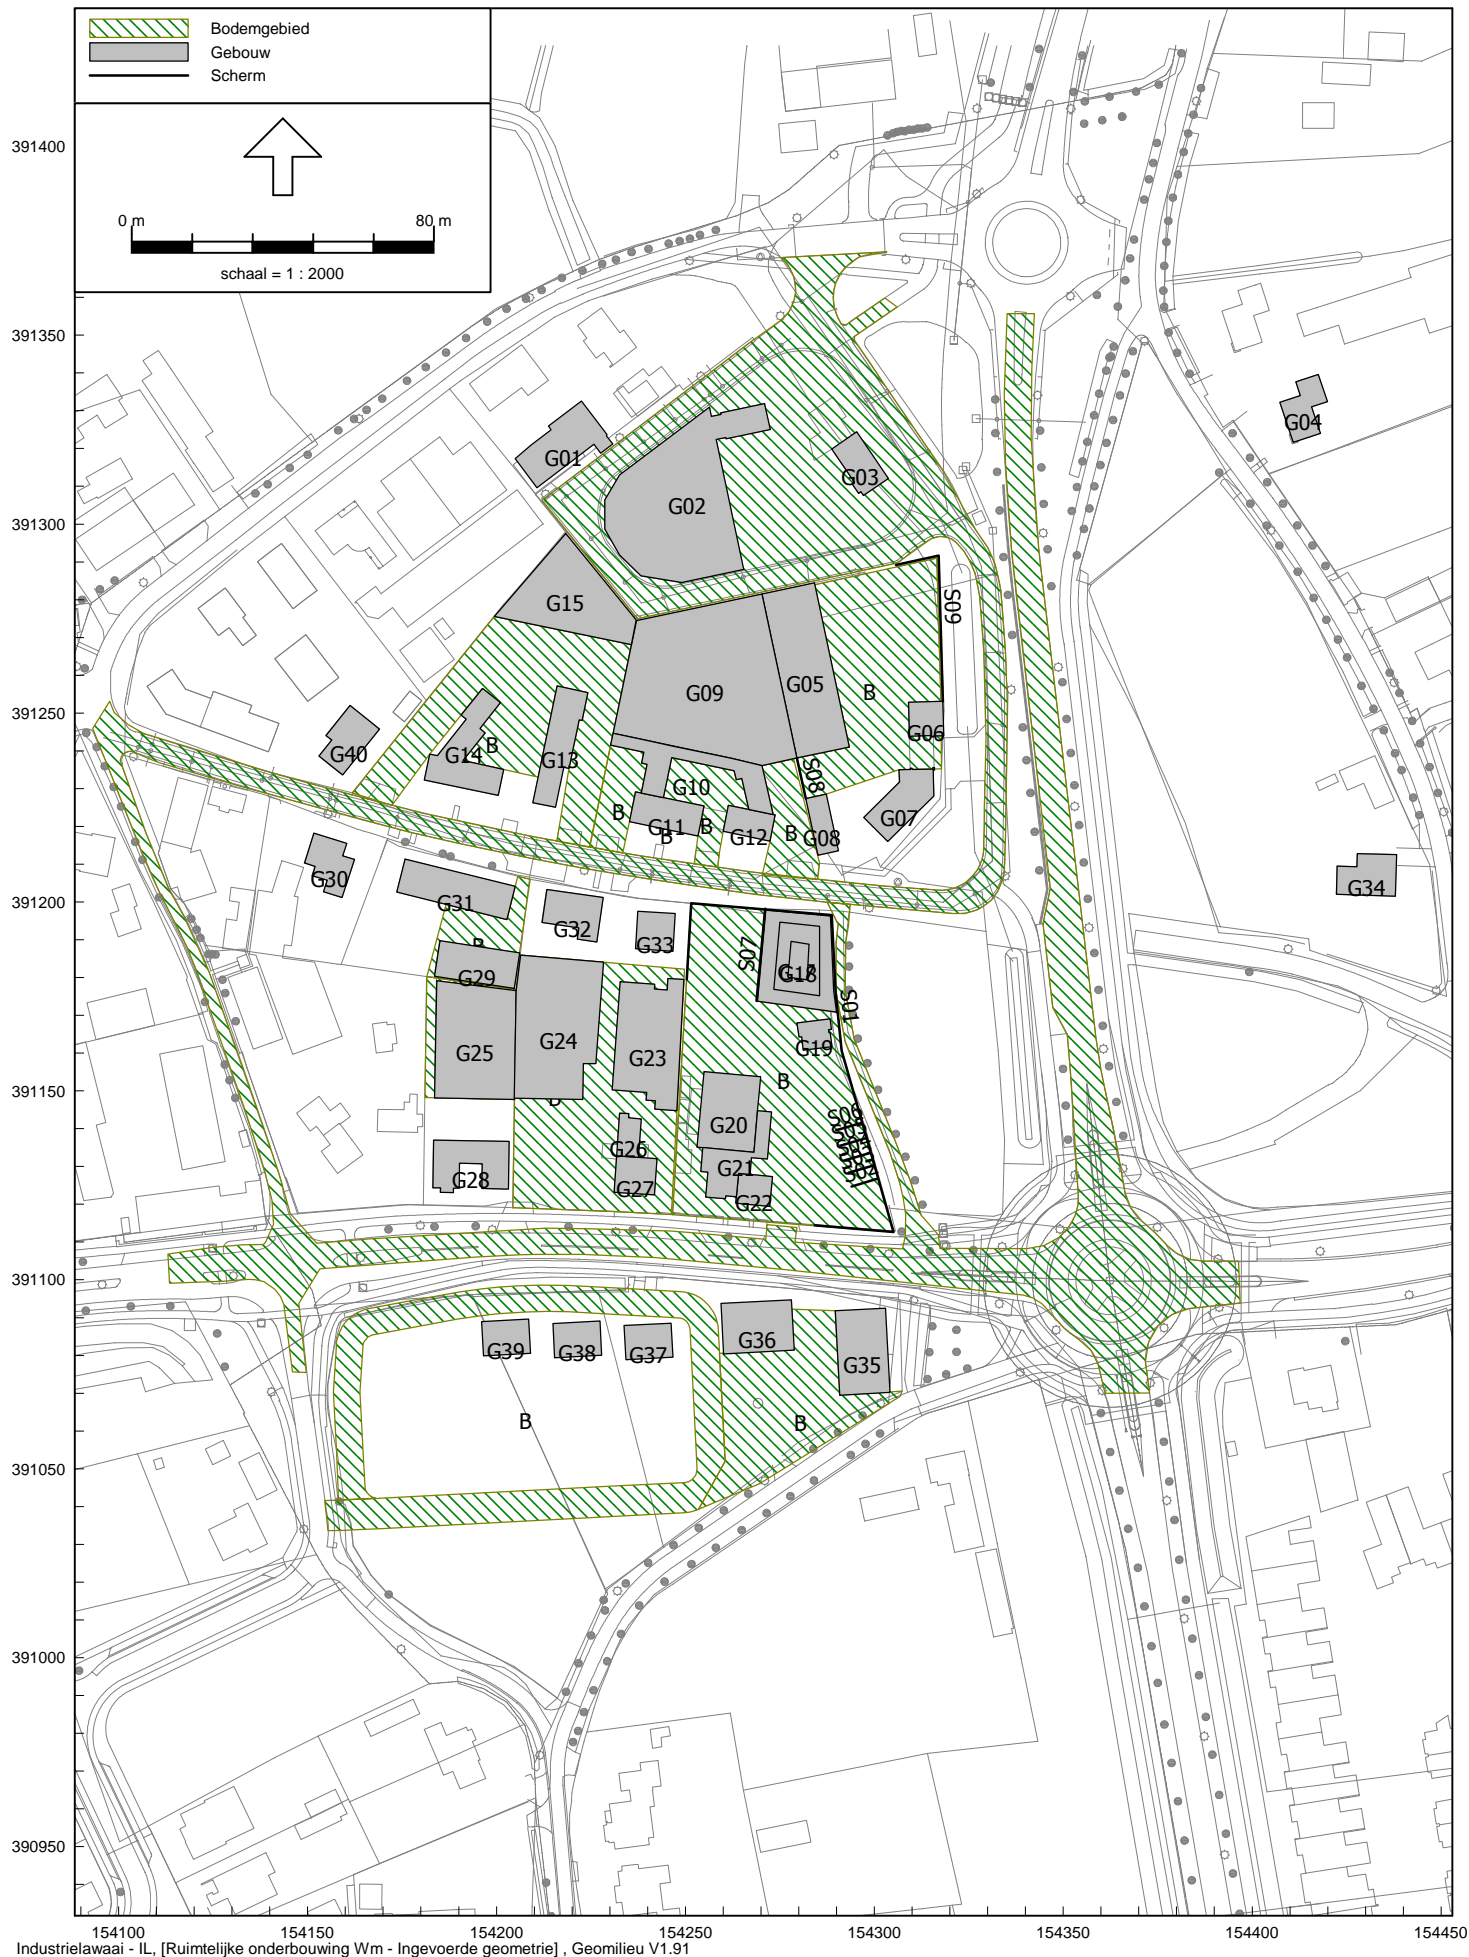 Bodemgebied
Gebouw
Scherm
0 m 80 m
schaal = 1 : 2000
391400
391350
391300
391250
391200
391150
391100
391050
391000
390950
G01
G02
G03
G04
G15
G09
G05
B
S09
G06
G40
G14
B
G13
G10
S08
B
G11
B
B
G12
B
G08
G07
G30
G31
G32
G33
S07
G18
S01
G34
B
G29
G25
G24
G23
G19
B
B
G20
S06
G26
G21
G28
G27
G22
G39
G38
G37
G36
G35
B
B
154100 154150 154200 154250 154300 154350 154400 154450
Industrielawaai - IL, [Ruimtelijke onderbouwing Wm - Ingevoerde geometrie] , Geomilieu V1.91